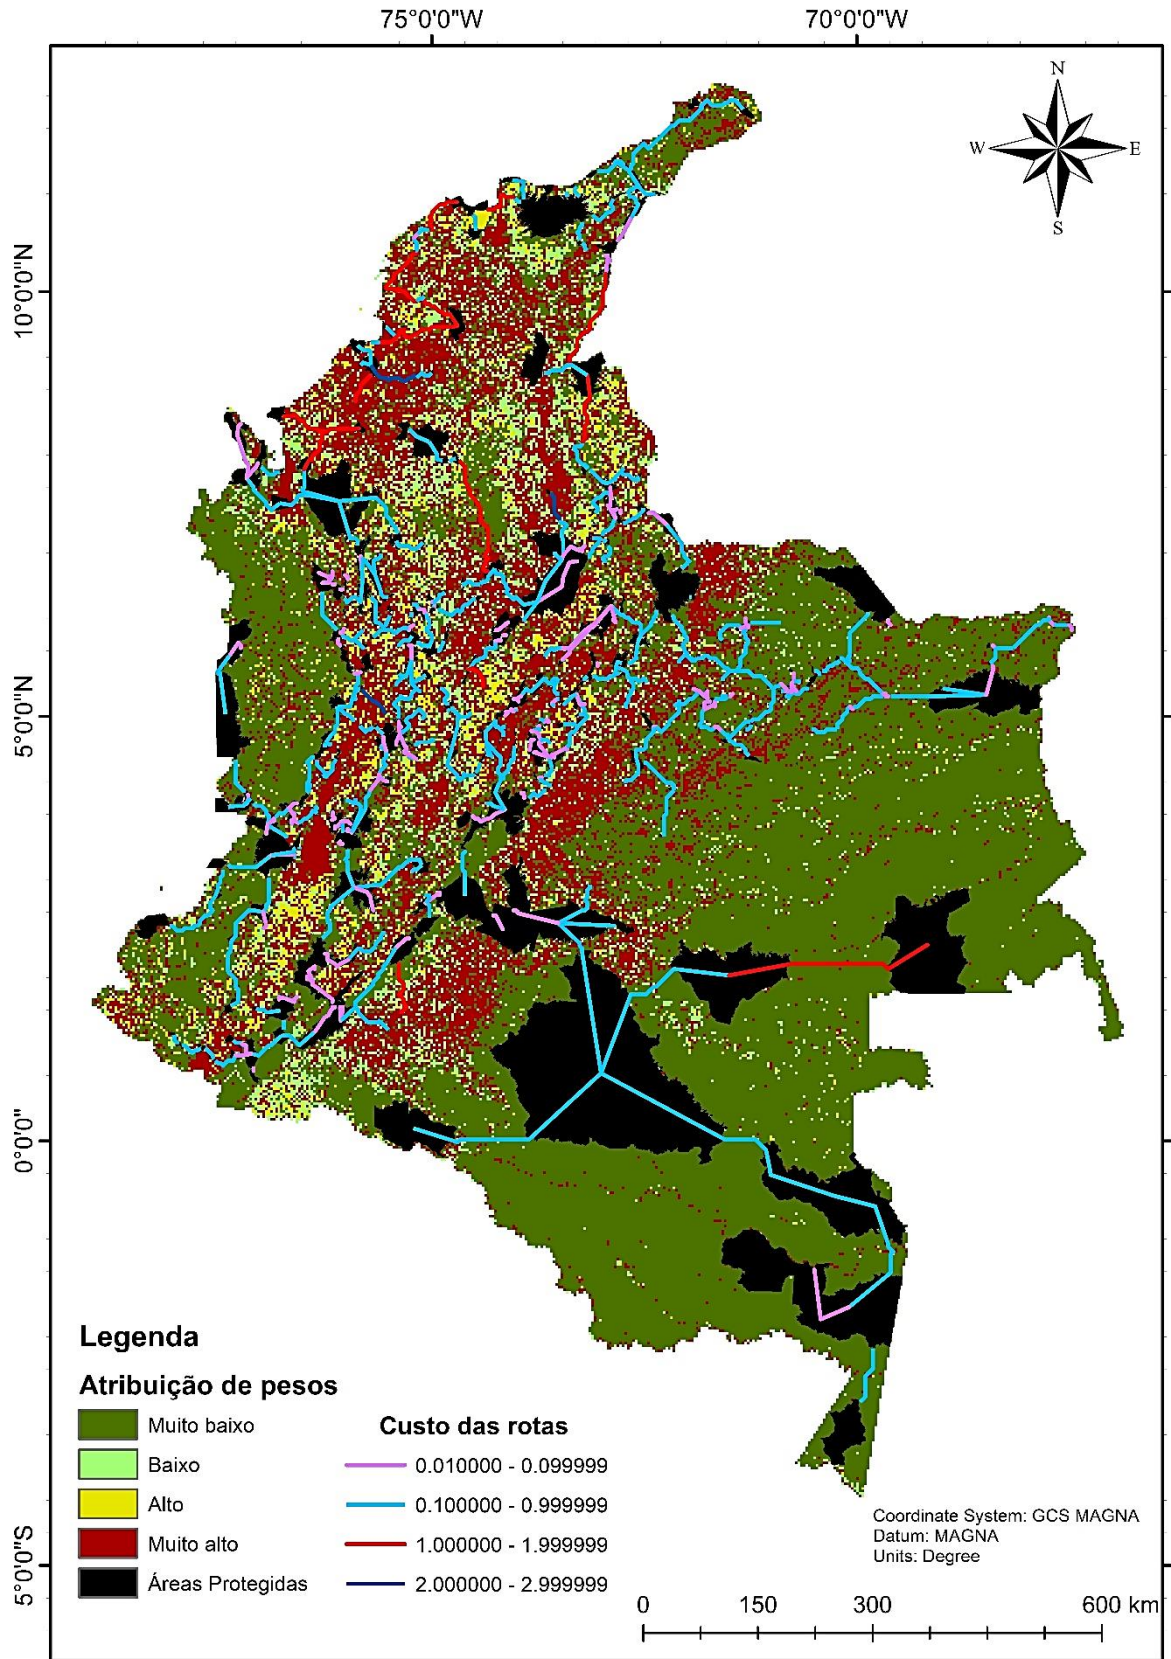 75°0'0"W
70°0'0"W
N
W
E
S
10°0'0"N
5°0'0"N
0°0'0"
5°0'0"S
Legenda
Atribuição de pesos
Muito baixo
Baixo
Alto
Muito alto
Áreas Protegidas
Custo das rotas
0.010000 - 0.099999
0.100000 - 0.999999
1.000000 - 1.999999
2.000000 - 2.999999
Coordinate System: GCS MAGNA
Datum: MAGNA
Units: Degree
0 150 300 600 km